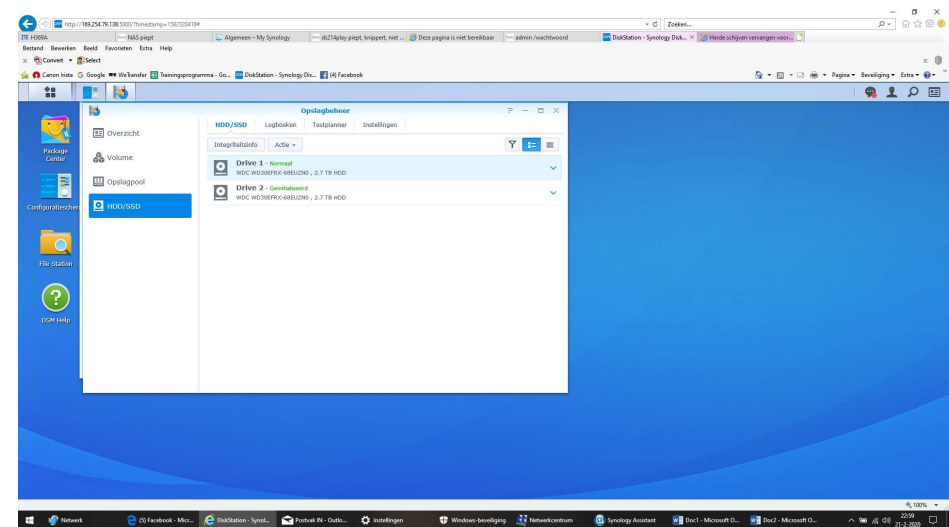 http://169.254.79.138:5000/?timestamp=1582320418#
Zoeken...
ZTE H369A
NAS piept
Algemeen – My Synology
ds214play piept, knippert, niet ...
Deze pagina is niet bereikbaar
admin /wachtwoord
DiskStation - Synology Disk...
Harde schijven vervangen voor...
Bestand Bewerken Beeld Favorieten Extra Help
Convert Select
Canon Irista Google WeTransfer Trainingsprogramma - Go... DiskStation - Synology Dis... (4) Facebook
Pagina Beveiliging Extra
Package Center
Configuratiescher
File Station
DSM Help
Opslagbeheer
Overzicht
Volume
Opslagpool
HDD/SSD
HDD/SSD Logboeken Testplanner Instellingen
Integriteitsinfo Actie
Drive 1 - Normaal
WDC WD30EFRX-68EUZN0 , 2.7 TB HDD
Drive 2 - Geïnitialiseerd
WDC WD30EFRX-68EUZN0 , 2.7 TB HDD
100%
Netwerk
(5) Facebook - Micr...
DiskStation - Synol...
Postvak IN - Outlo...
Instellingen
Windows-beveiliging
Netwerkcentrum
Synology Assistant
Doc1 - Microsoft O...
Doc2 - Microsoft O...
22:59
21-2-2020